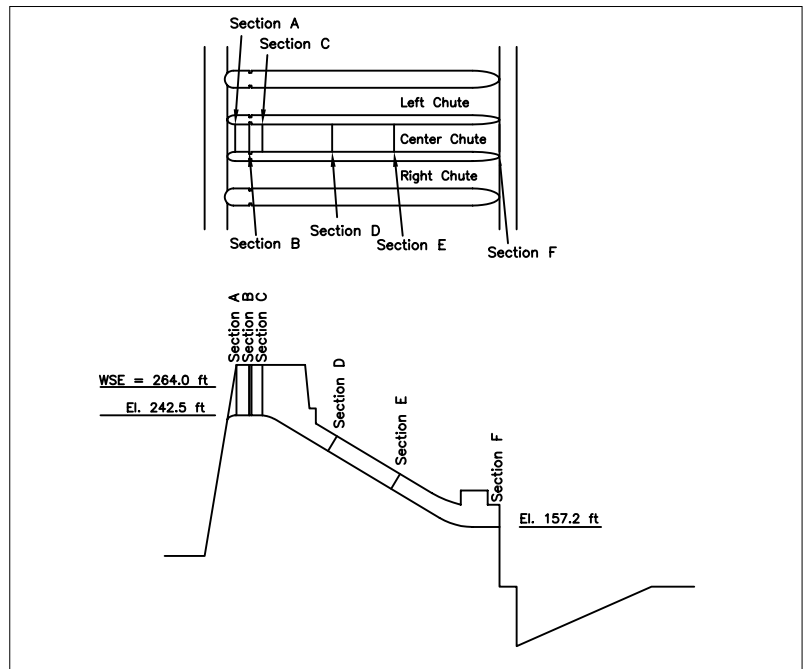 Section A
Section C
Left Chute
Center Chute
Right Chute
Section B
Section D
Section E
Section F
Section A
Section B
Section C
Section D
Section E
Section F
WSE = 264.0 ft
El. 242.5 ft
El. 157.2 ft